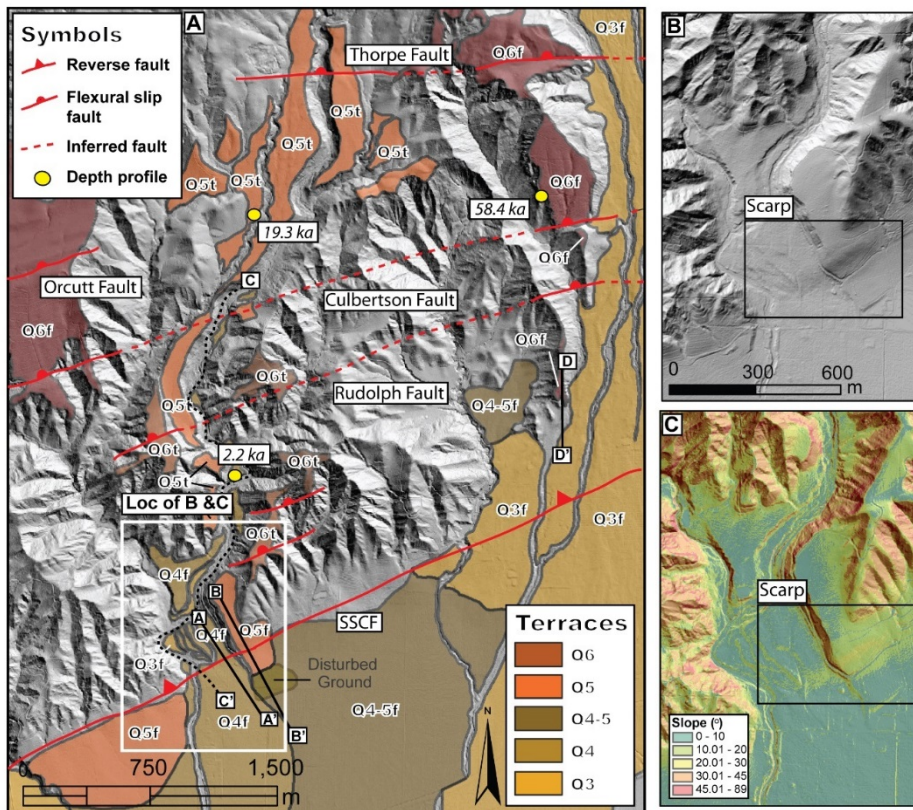 A
Symbols
Reverse fault
Flexural slip
fault
Inferred fault
Depth profile
Thorpe Fault
Q3f
Q6f
Q5t
Q5t
Q5t
Q5t
Q5t
Q5t
Q6f
19.3 ka
58.4 ka
Q6f
Orcutt Fault
C
Culbertson Fault
Q6f
Q6f
Rudolph Fault
Q6t
D
Q5t
Q4-5f
Q6t
2.2 ka
D'
Q5t
Q6t
Loc of B & C
Q3f
Q3f
Q6t
Q4f
B
A
Q4f
Q5f
SSCF
Q3f
Disturbed
Ground
C'
Q4f
A'
Q4-5f
B'
Q5f
N
0 750 1,500
m
Terraces
Q6
Q5
Q4-5
Q4
Q3
B
Scarp
0 300 600
m
C
Scarp
Slope (°)
0 - 10
10.01 - 20
20.01 - 30
30.01 - 45
45.01 - 89